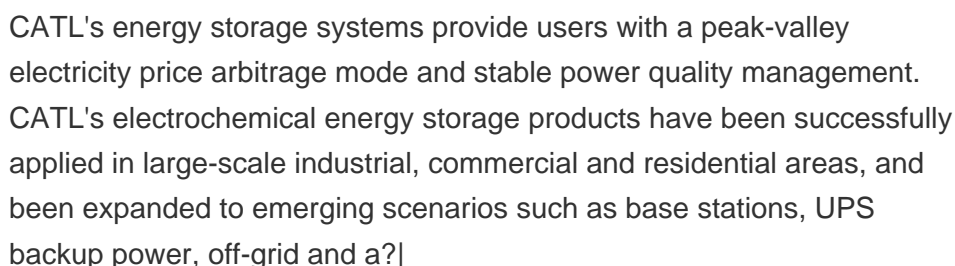 CATL's energy storage systems provide users with a peak-valley
electricity price arbitrage mode and stable power quality management.
CATL's electrochemical energy storage products have been successfully
applied in large-scale industrial, commercial and residential areas, and
been expanded to emerging scenarios such as base stations, UPS
backup power, off-grid and a?|